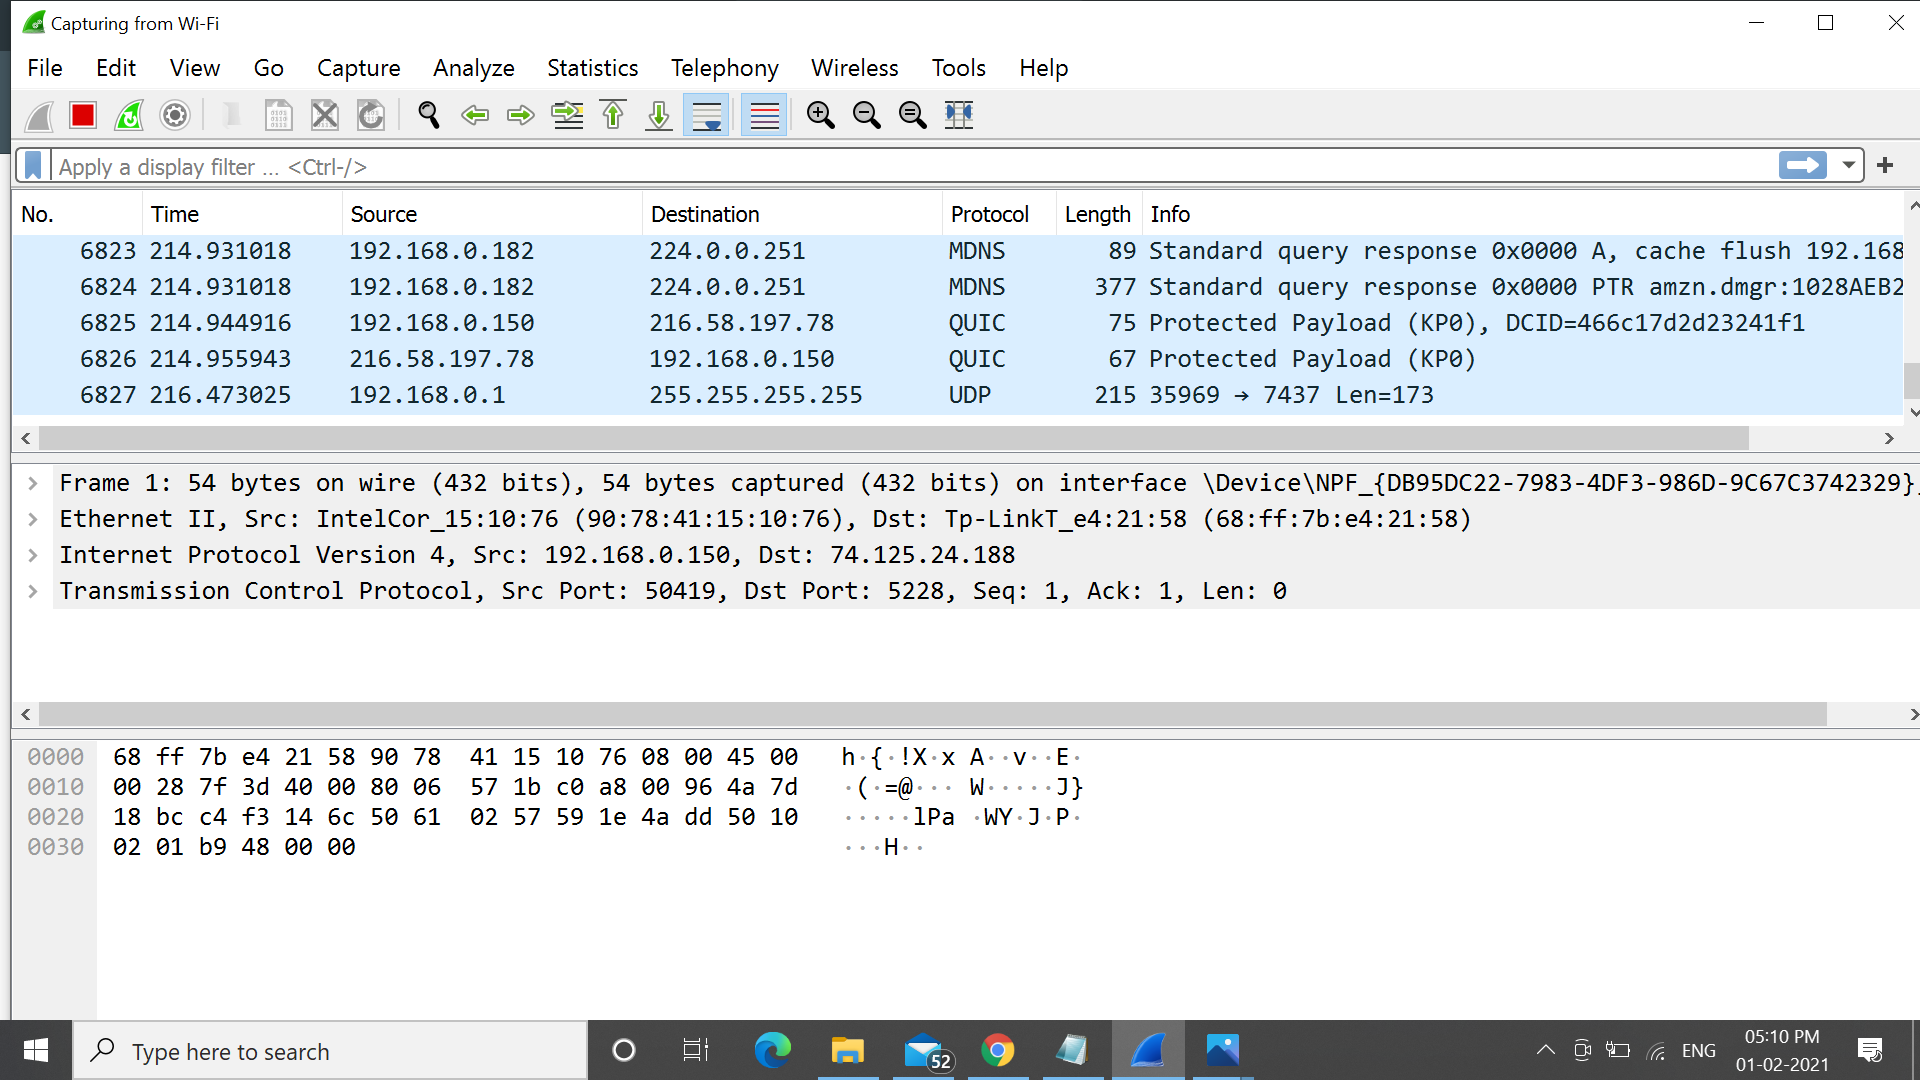 Capturing from Wi-Fi
File Edit View Go Capture Analyze Statistics Telephony Wireless Tools Help
Apply a display filter ... <Ctrl-/>
No. Time Source Destination Protocol Length Info
6823 214.931018 192.168.0.182 224.0.0.251 MDNS 89 Standard query response 0x0000 A, cache flush 192.168
6824 214.931018 192.168.0.182 224.0.0.251 MDNS 377 Standard query response 0x0000 PTR amzn.dmgr:1028AEB2
6825 214.944916 192.168.0.150 216.58.197.78 QUIC 75 Protected Payload (KP0), DCID=466c17d2d23241f1
6826 214.955943 216.58.197.78 192.168.0.150 QUIC 67 Protected Payload (KP0)
6827 216.473025 192.168.0.1 255.255.255.255 UDP 215 35969 → 7437 Len=173
Frame 1: 54 bytes on wire (432 bits), 54 bytes captured (432 bits) on interface \Device\NPF_{DB95DC22-7983-4DF3-986D-9C67C3742329},
Ethernet II, Src: IntelCor_15:10:76 (90:78:41:15:10:76), Dst: Tp-LinkT_e4:21:58 (68:ff:7b:e4:21:58)
Internet Protocol Version 4, Src: 192.168.0.150, Dst: 74.125.24.188
Transmission Control Protocol, Src Port: 50419, Dst Port: 5228, Seq: 1, Ack: 1, Len: 0
0000 68 ff 7b e4 21 58 90 78 41 15 10 76 08 00 45 00 h·{·!X·x A··v··E·
0010 00 28 7f 3d 40 00 80 06 57 1b c0 a8 00 96 4a 7d ·(·=@··· W·····J}
0020 18 bc c4 f3 14 6c 50 61 02 57 59 1e 4a dd 50 10 ·····lPa ·WY·J·P·
0030 02 01 b9 48 00 00 ···H··
Type here to search
52
ENG
05:10 PM
01-02-2021